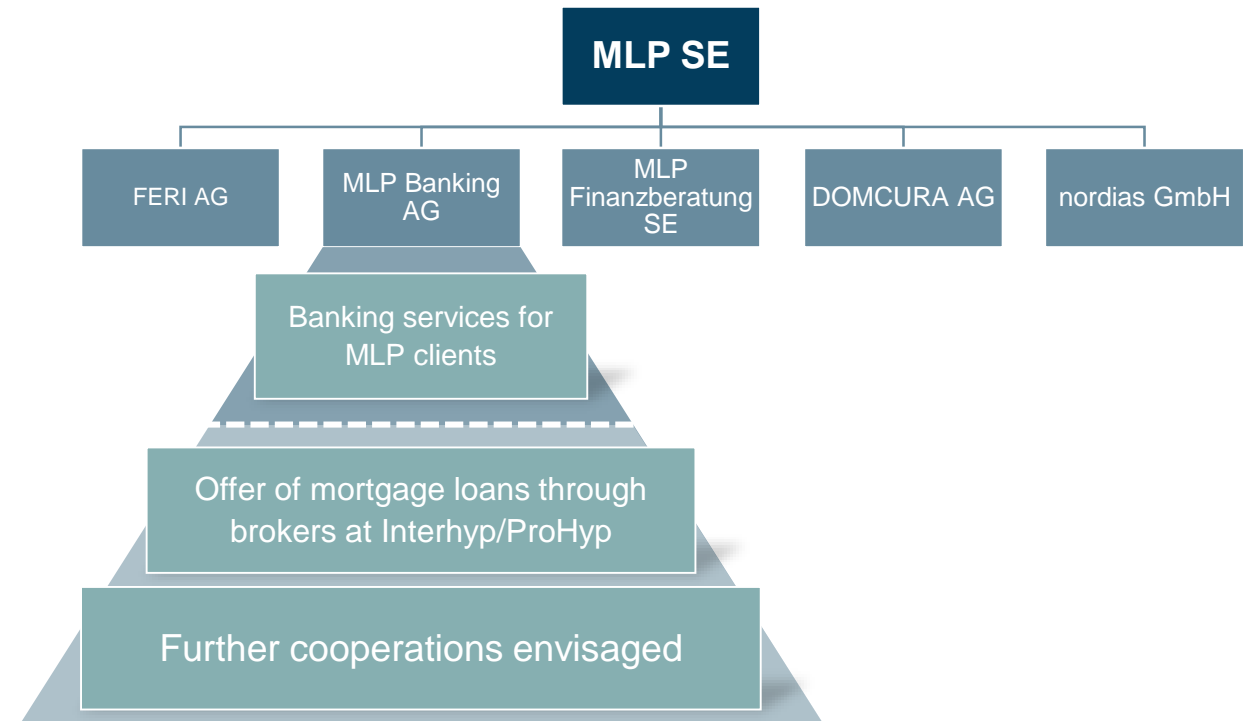 MLP SE
FERI AG
MLP Banking
AG
MLP
Finanzberatung
SE
DOMCURA AG
nordias GmbH
Banking services for
MLP clients
Offer of mortgage loans through
brokers at Interhyp/ProHyp
Further cooperations envisaged